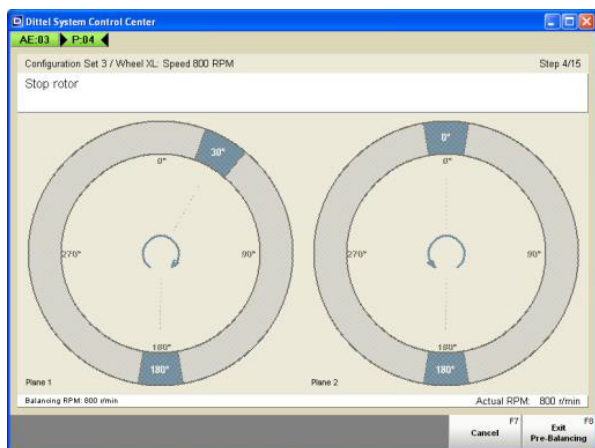 Dittel System Control Center
AE:03 P:04
Configuration Set 3 / Wheel XL: Speed 800 RPM Step 4/15
Stop rotor
30° 0°
0° 0°
270° 90° 270° 90°
180° 180°
180° 180°
Plane 1 Plane 2
Balancing RPM: 800 r/min Actual RPM: 800 r/min
F7 F8
Cancel Exit
Pre-Balancing